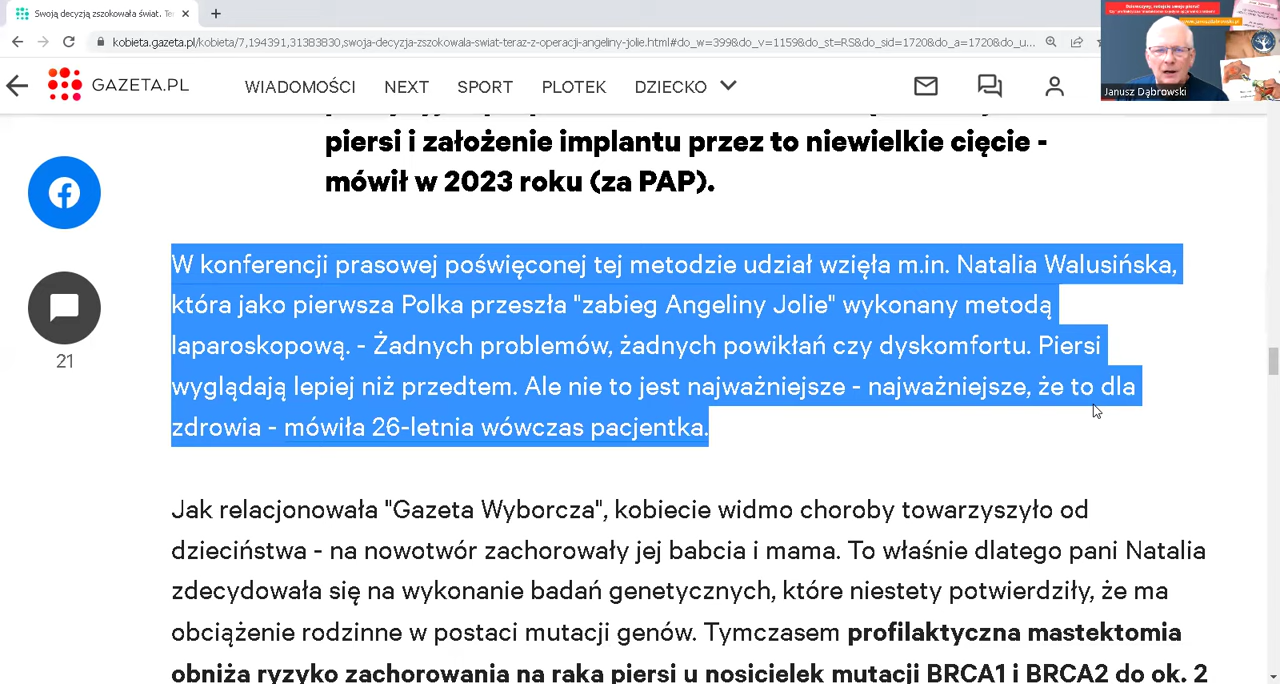 Swoją decyzją zszokowała świat. Te
kobieta.gazeta.pl/kobieta/7,194391,31383830,swoja-decyzja-zszokowala-swiat-teraz-z-operacji-angeliny-jolie.html#do_w=399&do_v=1159&do_st=RS&do_sid=1720&do_a=1720&do_u...
GAZETA.PL
WIADOMOŚCI NEXT SPORT PLOTEK DZIECKO
Janusz Dąbrowski
piersi i założenie implantu przez to niewielkie cięcie -
mówił w 2023 roku (za PAP).
W konferencji prasowej poświęconej tej metodzie udział wzięła m.in. Natalia Walusińska,
która jako pierwsza Polka przeszła "zabieg Angeliny Jolie" wykonany metodą
laparoskopową. - Żadnych problemów, żadnych powikłań czy dyskomfortu. Piersi
wyglądają lepiej niż przedtem. Ale nie to jest najważniejsze - najważniejsze, że to dla
zdrowia - mówiła 26-letnia wówczas pacjentka.
21
Jak relacjonowała "Gazeta Wyborcza", kobiecie widmo choroby towarzyszyło od
dzieciństwa - na nowotwór zachorowały jej babcia i mama. To właśnie dlatego pani Natalia
zdecydowała się na wykonanie badań genetycznych, które niestety potwierdziły, że ma
obciążenie rodzinne w postaci mutacji genów. Tymczasem profilaktyczna mastektomia
obniża ryzyko zachorowania na raka piersi u nosicielek mutacji BRCA1 i BRCA2 do ok. 2